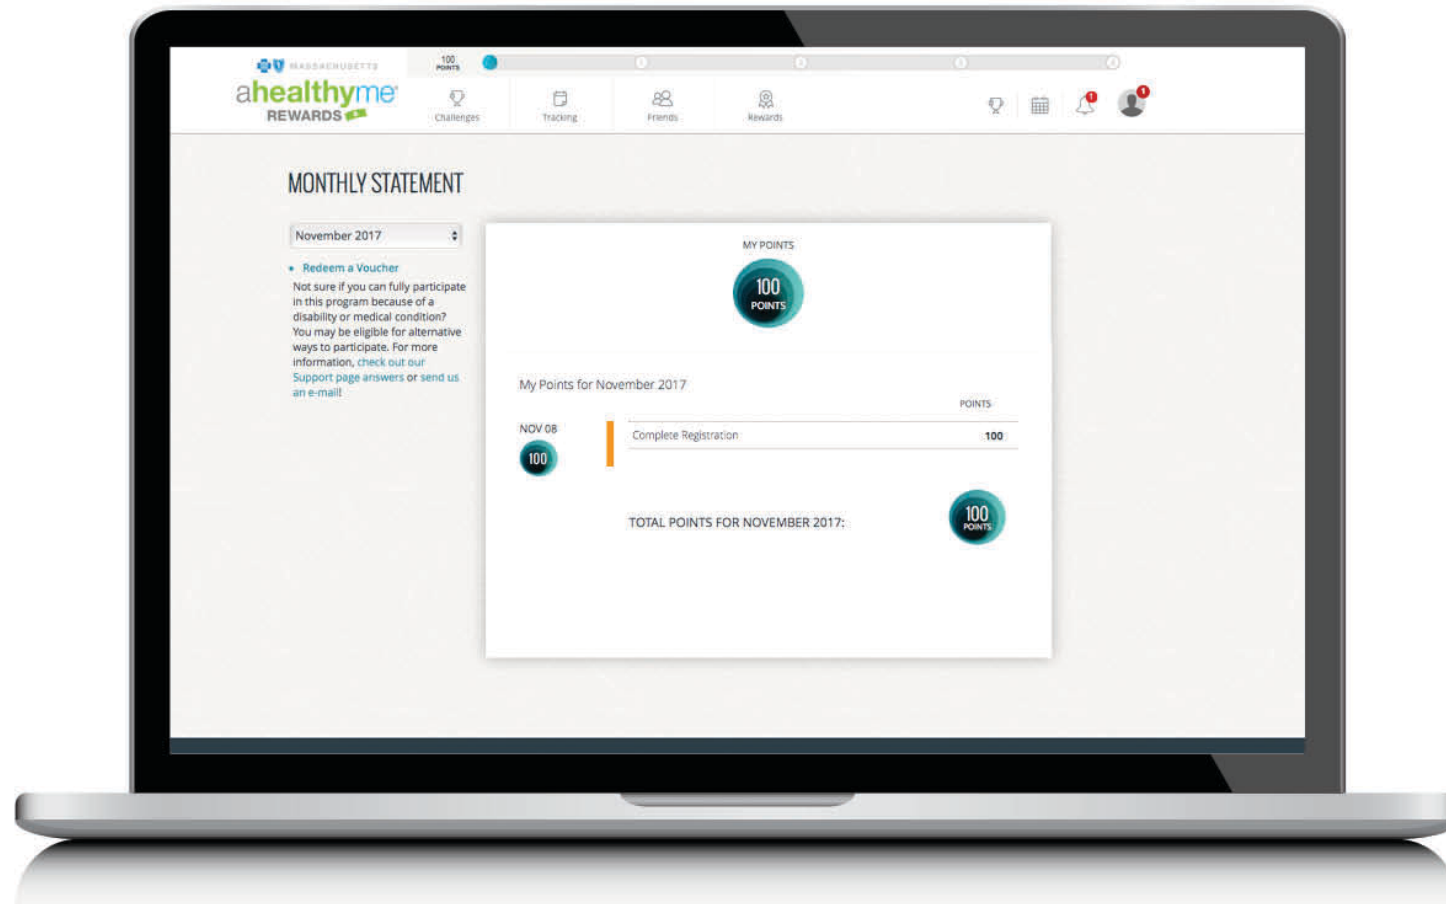 MASSACHUSETTS
100
POINTS
ahealthyme
REWARDS
Challenges
Tracking
Friends
Rewards
1
1
MONTHLY STATEMENT
November 2017
Redeem a Voucher
Not sure if you can fully participate
in this program because of a
disability or medical condition?
You may be eligible for alternative
ways to participate. For more
information, check out our
Support page answers or send us
an e-mail!
MY POINTS
100
POINTS
My Points for November 2017
POINTS
NOV 08
100
Complete Registration
100
TOTAL POINTS FOR NOVEMBER 2017:
100
POINTS